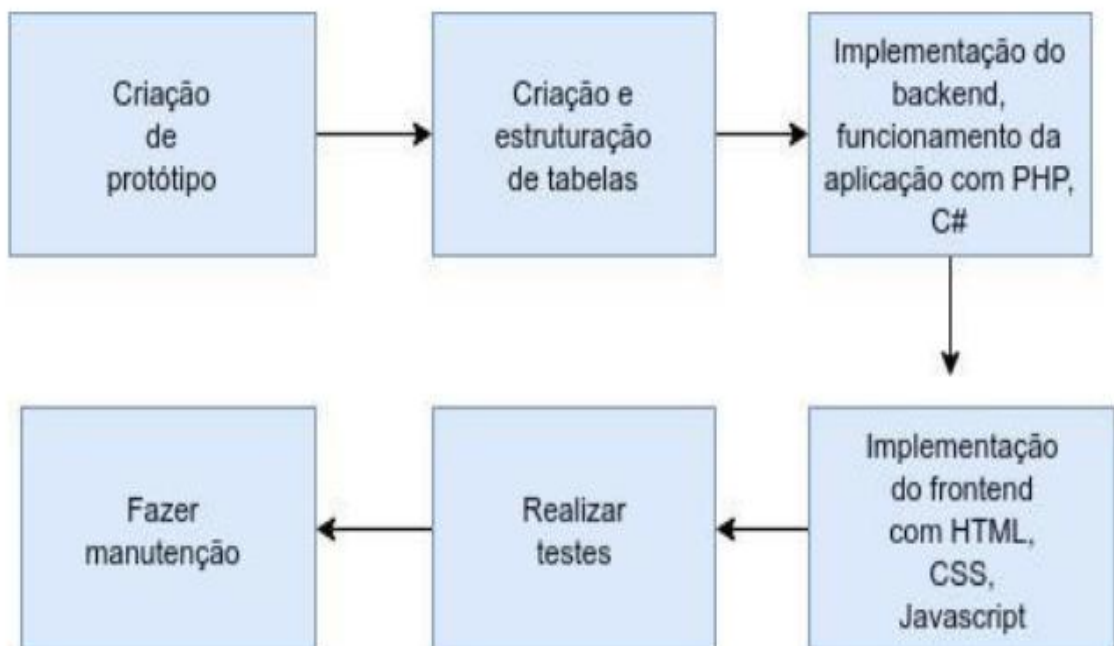 Criação
de
protótipo
Criação e
estruturação
de tabelas
Implementação do
backend,
funcionamento da
aplicação com PHP,
C#
Implementação
do frontend
com HTML,
CSS,
Javascript
Realizar
testes
Fazer
manutenção